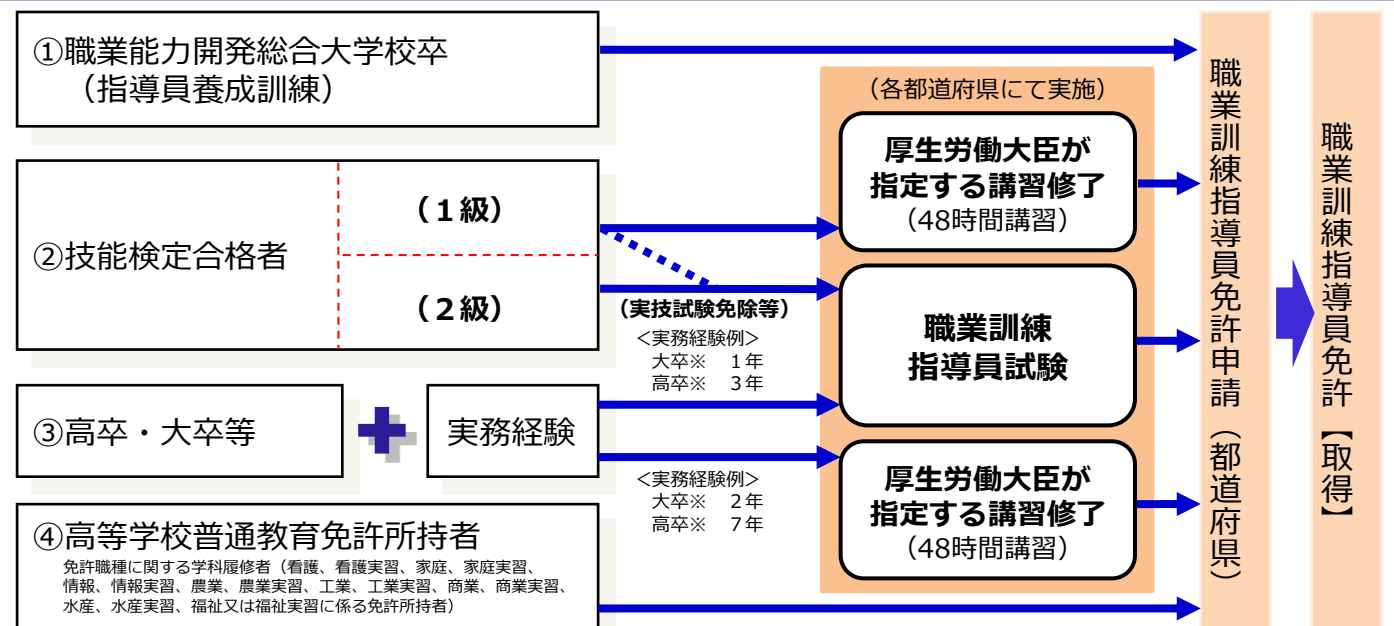 ①職業能力開発総合大学校卒
（指導員養成訓練）
②技能検定合格者
（１級）
（２級）
③高卒・大卒等
実務経験
④高等学校普通教育免許所持者
免許職種に関する学科履修者（看護、看護実習、家庭、家庭実習、
情報、情報実習、農業、農業実習、工業、工業実習、商業、商業実習、
水産、水産実習、福祉又は福祉実習に係る免許所持者）
（実技試験免除等）
＜実務経験例＞
大卒※　１年
高卒※　３年
＜実務経験例＞
大卒※　２年
高卒※　７年
（各都道府県にて実施）
厚生労働大臣が
指定する講習修了
（48時間講習）
職業訓練
指導員試験
厚生労働大臣が
指定する講習修了
（48時間講習）
職業訓練指導員免許申請（都道府県）
職業訓練指導員免許【取得】